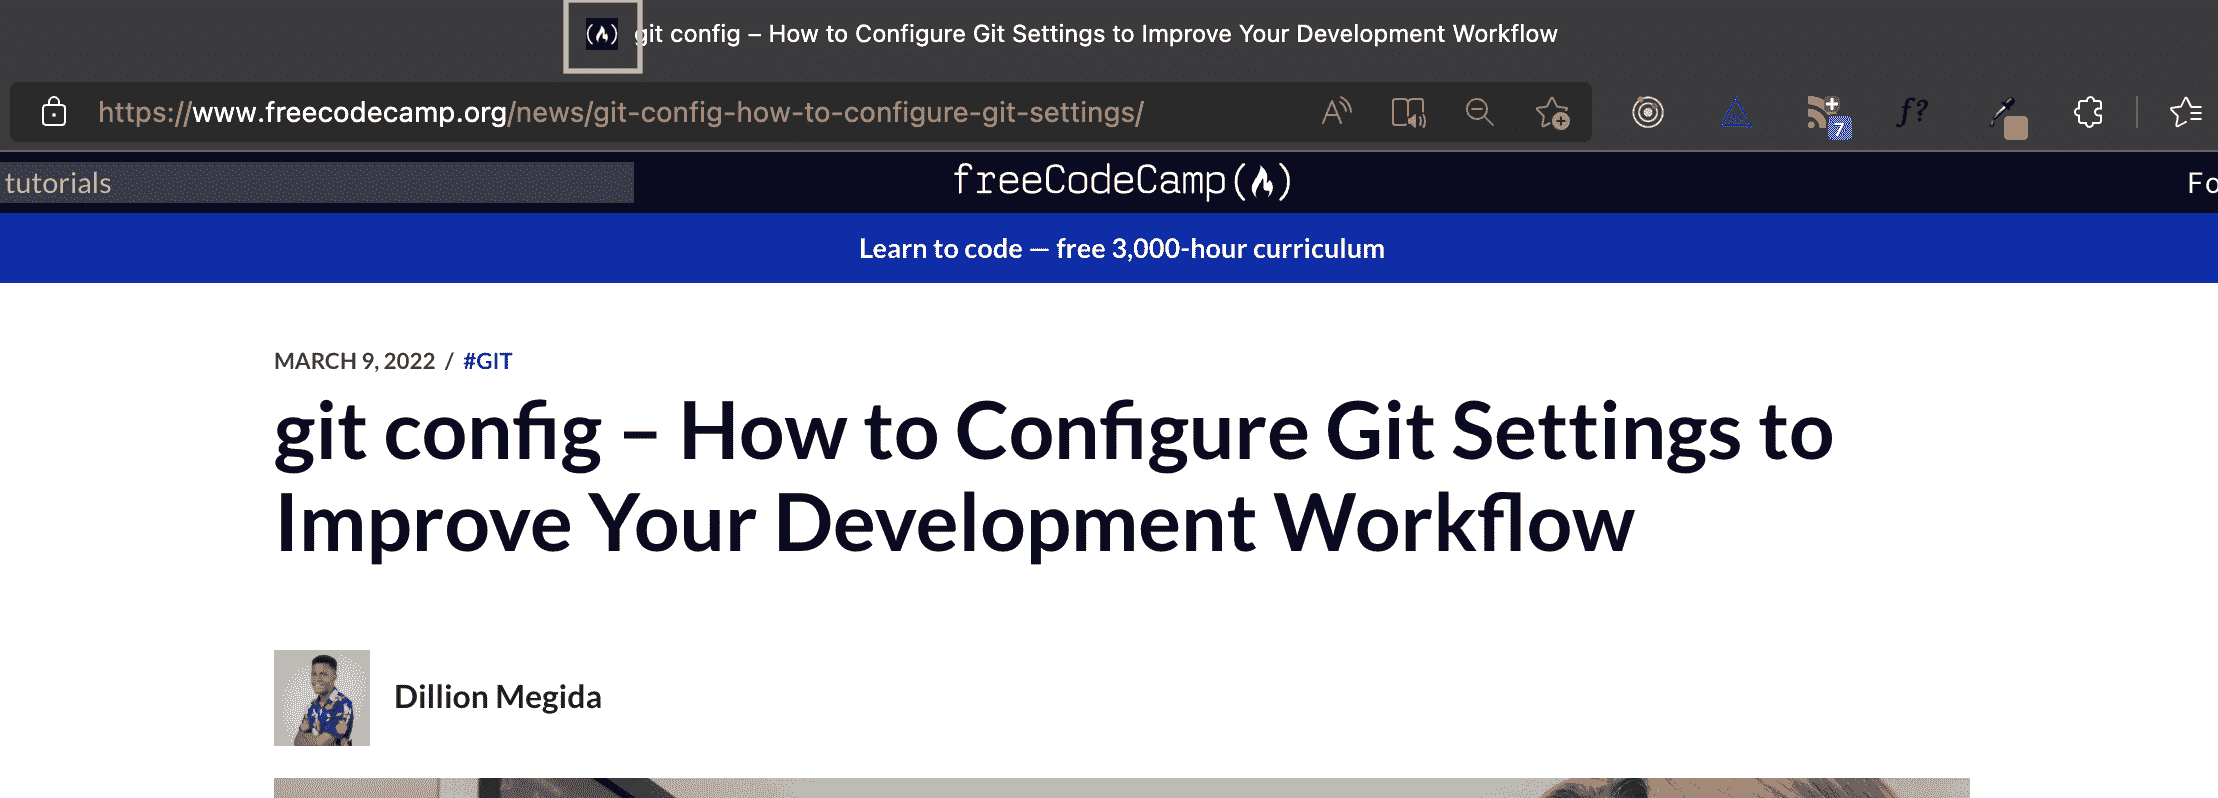 git config – How to Configure Git Settings to Improve Your Development Workflow
https://www.freecodecamp.org/news/git-config-how-to-configure-git-settings/
7
f?
tutorials
freeCodeCamp(🔥)
Fo
Learn to code — free 3,000-hour curriculum
MARCH 9, 2022 / #GIT
git config – How to Configure Git Settings to
Improve Your Development Workflow
Dillion Megida